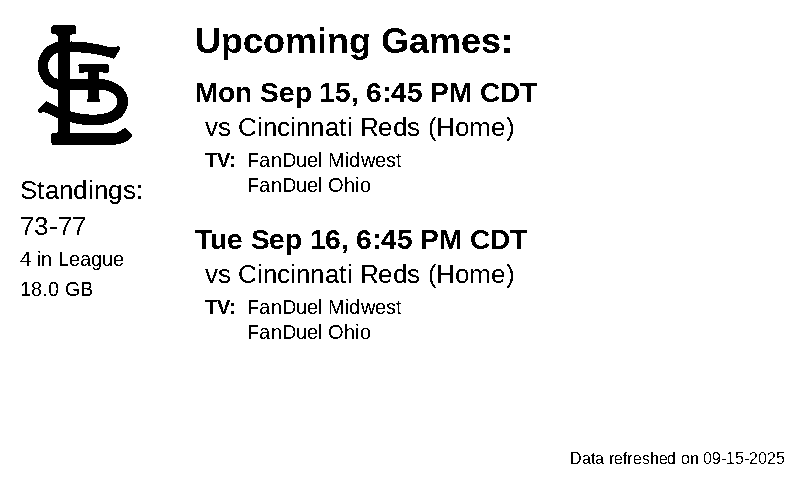 STL
Standings:
73-77
4 in League
18.0 GB
Upcoming Games:
Mon Sep 15, 6:45 PM CDT
vs Cincinnati Reds (Home)
TV: FanDuel Midwest
FanDuel Ohio
Tue Sep 16, 6:45 PM CDT
vs Cincinnati Reds (Home)
TV: FanDuel Midwest
FanDuel Ohio
Data refreshed on 09-15-2025